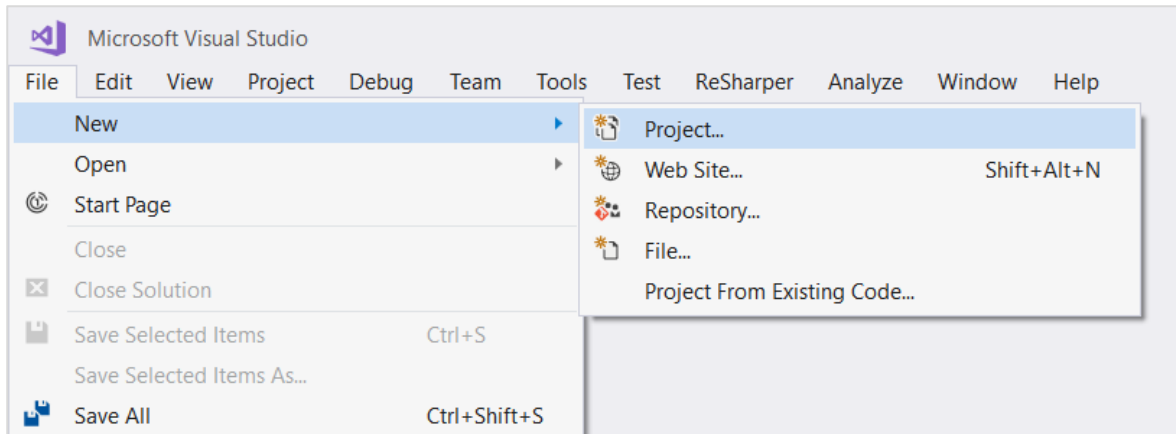 Microsoft Visual Studio
File Edit View Project Debug Team Tools Test ReSharper Analyze Window Help
New
Open
Start Page
Close
Close Solution
Save Selected Items Ctrl+S
Save Selected Items As...
Save All Ctrl+Shift+S
Project...
Web Site... Shift+Alt+N
Repository...
File...
Project From Existing Code...